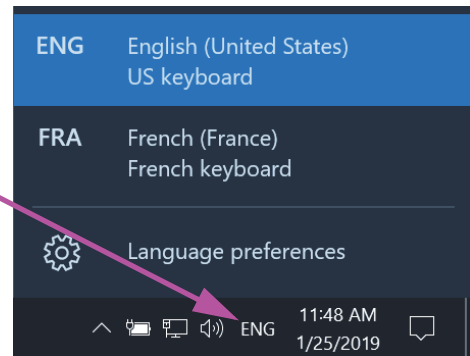 ENG English (United States)
US keyboard
FRA French (France)
French keyboard
Language preferences
ENG 11:48 AM
1/25/2019